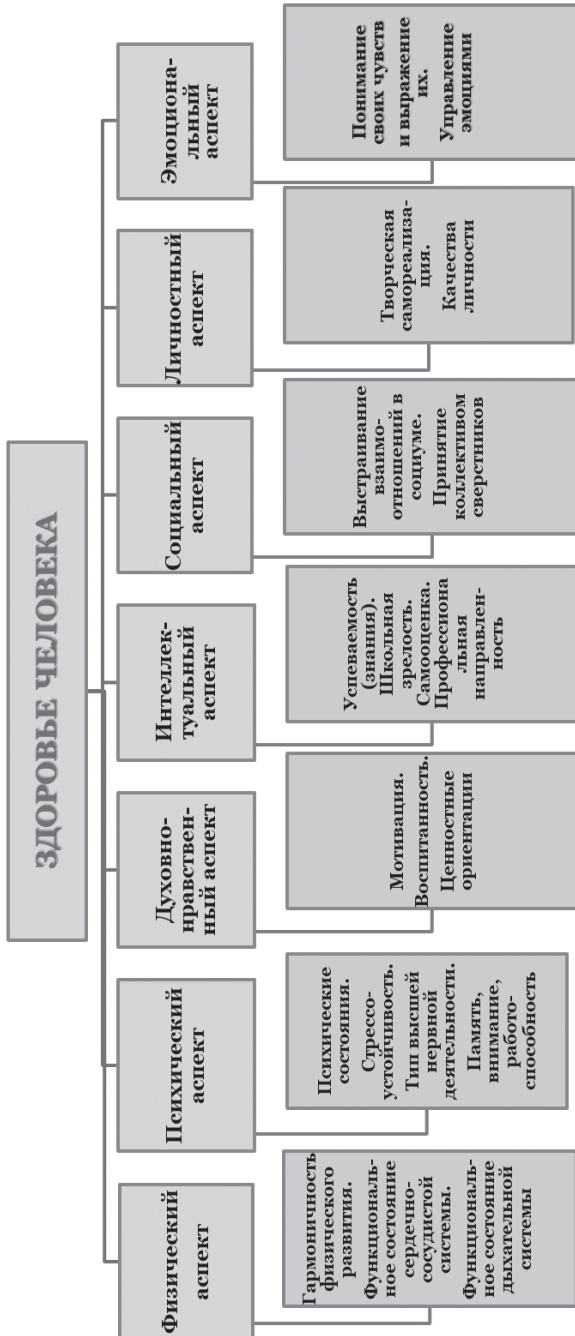 ЗДОРОВЬЕ ЧЕЛОВЕКА
Физический
аспект
Гармоничность
физического
развития.
Функциональ-
ное состояние
сердечно-
сосудистой
системы.
Функциональ-
ное состояние
дыхательной
системы
Психический
аспект
Психические
состояния.
Стрессо-
устойчивость.
Тип высшей
нервной
деятельности.
Память,
внимание,
работо-
способность
Духовно-
нравствен-
ный аспект
Мотивация.
Воспитанность.
Ценностные
ориентации
Интеллек-
туальный
аспект
Успеваемость
(знания).
Школьная
зрелость.
Самооценка.
Профессиона
льная
направлен-
ность
Социальный
аспект
Выстраивание
взаимо-
отношений в
социуме.
Принятие
коллективом
сверстников
Личностный
аспект
Творческая
самореализа-
ция.
Качества
личности
Эмоциона-
льный
аспект
Понимание
своих чувств
и выражение
их.
Управление
эмоциями